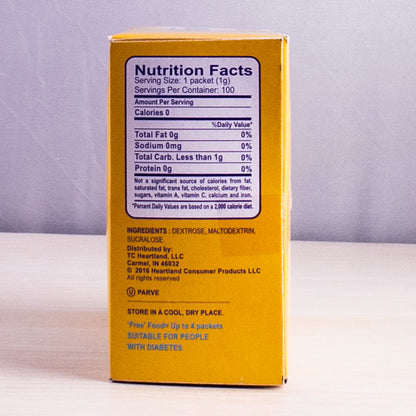 Nutrition Facts
Serving Size: 1 packet (1g)
Servings Per Container: 100
Amount Per Serving
Calories 0
%Daily Value*
Total Fat 0g 0%
Sodium 0mg 0%
Total Carb. Less than 1g 0%
Protein 0g 0%
Not a significant source of calories from fat,
saturated fat, trans fat, cholesterol, dietary fiber,
sugars, vitamin A, vitamin C, calcium and iron.
*Percent Daily Values are based on a 2,000 calorie diet.
INGREDIENTS : DEXTROSE, MALTODEXTRIN,
SUCRALOSE
Distributed by:
TC Heartland, LLC
Carmel, IN 46032
© 2016 Heartland Consumer Products LLC
All rights reserved
U PARVE
STORE IN A COOL, DRY PLACE.
'Free' Food= Up to 4 packets
SUITABLE FOR PEOPLE
WITH DIABETES.